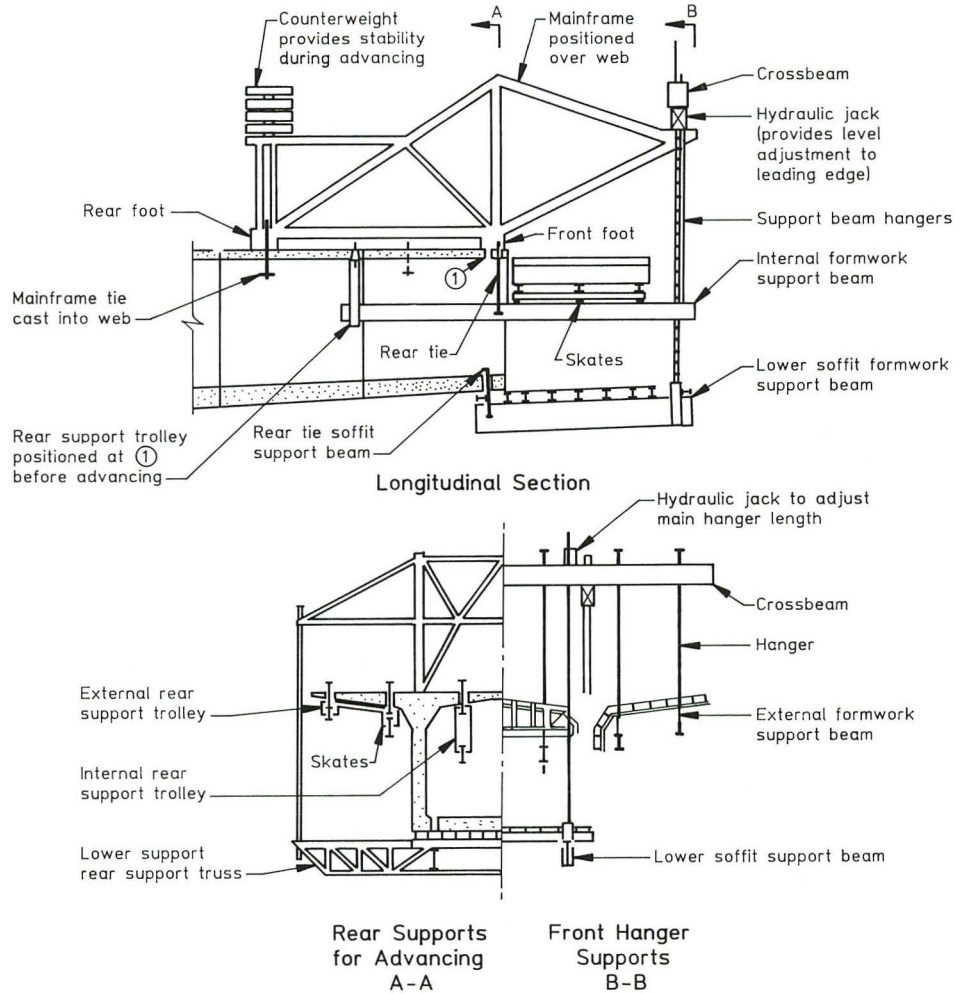 Counterweight
provides stability
during advancing
A
Mainframe
positioned
over web
B
Crossbeam
Hydraulic jack
(provides level
adjustment to
leading edge)
Rear foot
Support beam hangers
Front foot
Internal formwork
support beam
1
Mainframe tie
cast into web
Rear tie
Skates
Lower soffit formwork
support beam
Rear support trolley
positioned at 1
before advancing
Rear tie soffit
support beam
Longitudinal Section
Hydraulic jack to adjust
main hanger length
Crossbeam
Hanger
External rear
support trolley
External formwork
support beam
Skates
Internal rear
support trolley
Lower support
rear support truss
Lower soffit support beam
Rear Supports
for Advancing
A-A
Front Hanger
Supports
B-B